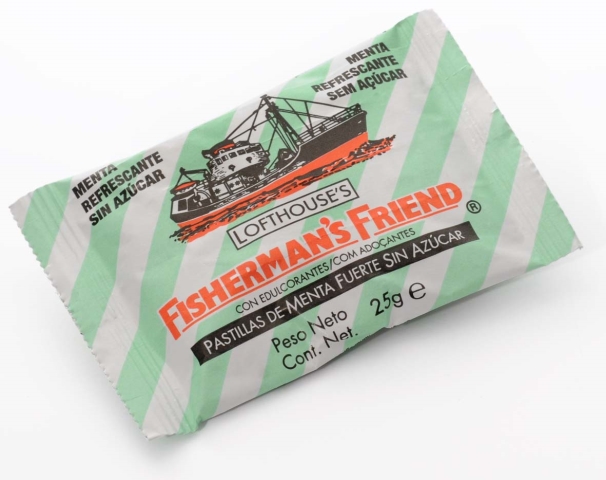 MENTA
REFRESCANTE
SIN AZÚCAR
MENTA
REFRESCANTE
SEM AÇÚCAR
LOFTHOUSE'S
FISHERMAN'S FRIEND®
CON EDULCORANTES/COM ADOÇANTES
PASTILLAS DE MENTA FUERTE SIN AZÚCAR
Peso Neto
Cont. Net.
25g ℮